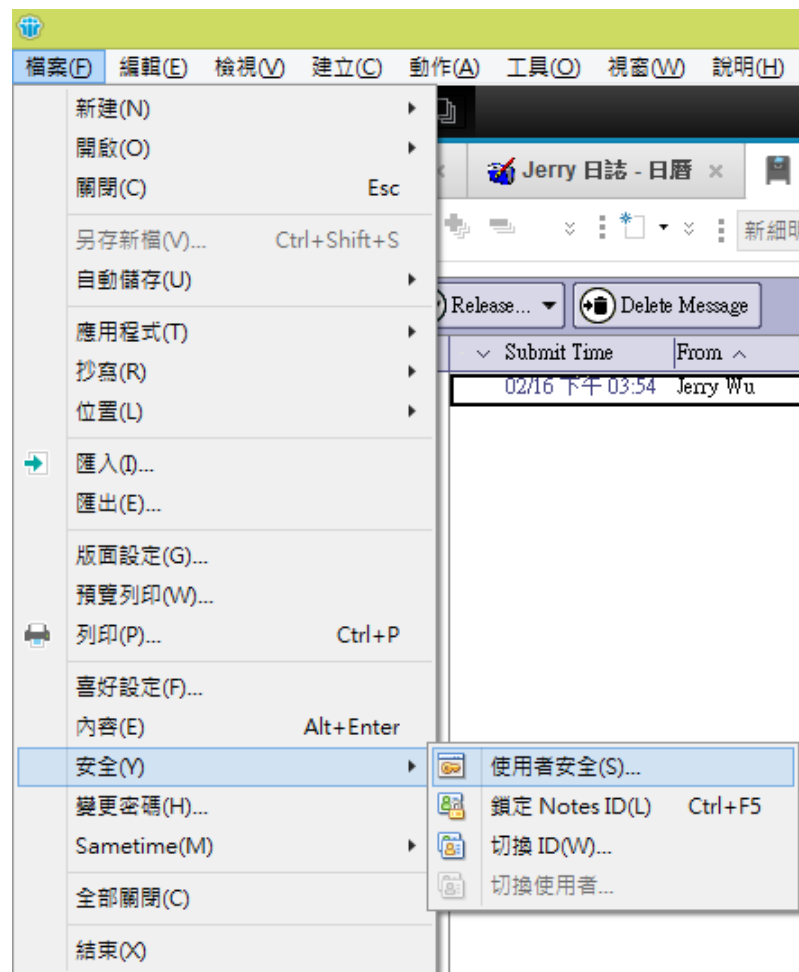 檔案(F) 編輯(E) 檢視(V) 建立(C) 動作(A) 工具(O) 視窗(W) 說明(H)
新建(N)
開啟(O)
關閉(C) Esc
另存新檔(V)... Ctrl+Shift+S
自動儲存(U)
應用程式(T)
抄寫(R)
位置(L)
匯入(I)...
匯出(E)...
版面設定(G)...
預覽列印(W)...
列印(P)... Ctrl+P
喜好設定(F)...
內容(E) Alt+Enter
安全(Y)
變更密碼(H)...
Sametime(M)
全部關閉(C)
結束(X)
使用者安全(S)...
鎖定 Notes ID(L) Ctrl+F5
切換 ID(W)...
切換使用者...
Jerry 日誌 - 日曆
新細明
Release... Delete Message
Submit Time From
02/16 下午 03:54 Jerry Wu